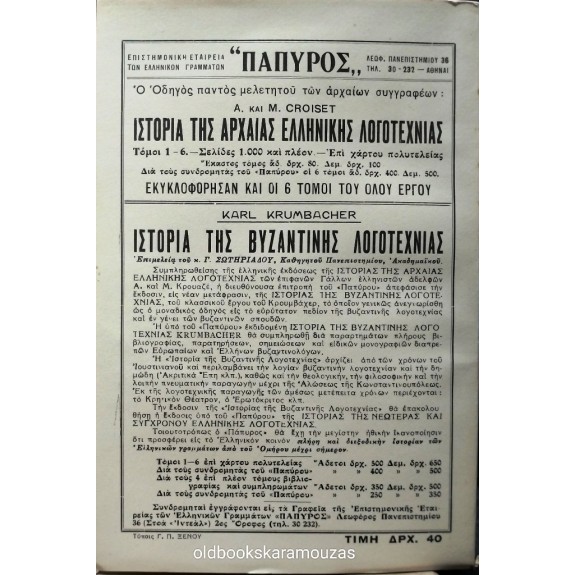 ΕΠΙΣΤΗΜΟΝΙΚΗ ΕΤΑΙΡΕΙΑ
ΤΩΝ ΕΛΛΗΝΙΚΩΝ ΓΡΑΜΜΑΤΩΝ
"ΠΑΠΥΡΟΣ,,
ΛΕΩΦ. ΠΑΝΕΠΙΣΤΗΜΙΟΥ 36
ΤΗΛ. 30-232 — ΑΘΗΝΑΙ
Ὁ Ὁδηγὸς παντὸς μελετητοῦ τῶν ἀρχαίων συγγραφέων:
Α. ΚΑΙ Μ. CROISET
ΙΣΤΟΡΙΑ ΤΗΣ ΑΡΧΑΙΑΣ ΕΛΛΗΝΙΚΗΣ ΛΟΓΟΤΕΧΝΙΑΣ
Τόμοι 1-6.—Σελίδες 1.000 καὶ πλέον.—Ἐπὶ χάρτου πολυτελείας
Ἕκαστος τόμος ἄδ. δρχ. 80. Δεμ. δρχ. 100
Διὰ τοὺς συνδρομητὰς τοῦ «Παπύρου» οἱ 6 τόμοι ἄδ. δρχ. 400. Δεμ. 500.
ΕΚΥΚΛΟΦΟΡΗΣΑΝ ΚΑΙ ΟΙ 6 ΤΟΜΟΙ ΤΟΥ ΟΛΟΥ ΕΡΓΟΥ
KARL KRUMBACHER
ΙΣΤΟΡΙΑ ΤΗΣ ΒΥΖΑΝΤΙΝΗΣ ΛΟΓΟΤΕΧΝΙΑΣ
Ἐπιμελείᾳ τοῦ κ. Γ. ΣΩΤΗΡΙΑΔΟΥ, Καθηγητοῦ Πανεπιστημίου, Ἀκαδημαϊκοῦ.
Συμπληρωθείσης τῆς ἑλληνικῆς ἐκδόσεως τῆς ΙΣΤΟΡΙΑΣ ΤΗΣ ΑΡΧΑΙΑΣ
ΕΛΛΗΝΙΚΗΣ ΛΟΓΟΤΕΧΝΙΑΣ τῶν ἐπιφανῶν Γάλλων ἑλληνιστῶν ἀδελφῶν
Α. καὶ Μ. Κρουαζέ, ἡ διευθύνουσα ἐπιτροπὴ τοῦ «Παπύρου» ἀπεφάσισε τὴν
ἔκδοσιν, εἰς νέαν μετάφρασιν, τῆς ΙΣΤΟΡΙΑΣ ΤΗΣ ΒΥΖΑΝΤΙΝΗΣ ΛΟΓΟΤΕ-
ΧΝΙΑΣ, τοῦ κλασσικοῦ ἔργου τοῦ Κρουμβάχερ, τὸ ὁποῖον γενικῶς ἀνεγνωρίσθη
ὡς ὁ μοναδικὸς ὁδηγὸς εἰς τὸ εὐρύτατον πεδίον τῆς βυζαντινῆς λογοτεχνίας
καὶ ἐν γένει τῶν βυζαντινῶν σπουδῶν.
Ἡ ὑπὸ τοῦ «Παπύρου» ἐκδιδομένη ΙΣΤΟΡΙΑ ΤΗΣ ΒΥΖΑΝΤΙΝΗΣ ΛΟΓΟ
ΤΕΧΝΙΑΣ KRUMBACHER θὰ συμπληρωθῇ διὰ παραρτημάτων πλήρους βι-
βλιογραφίας, παρατηρήσεων, σημειώσεων καὶ εἰδικῶν μονογραφιῶν διαπρε-
πῶν Εὐρωπαίων καὶ Ἑλλήνων βυζαντινολόγων.
Ἡ «Ἱστορία τῆς Βυζαντινῆς Λογοτεχνίας» ἀρχίζει ἀπὸ τῶν χρόνων τοῦ
Ἰουστινιανοῦ καὶ περιλαμβάνει τὴν λογίαν βυζαντινὴν λογοτεχνίαν καὶ τὴν δη-
μώδη (Ἀκριτικὰ Ἔπη κλπ.), καθὼς καὶ τὴν θεολογικήν, τὴν φιλοσοφικὴν καὶ τὴν
λοιπὴν πνευματικὴν παραγωγὴν μέχρι τῆς Ἁλώσεως τῆς Κωνσταντινουπόλεως.
Ἐκ τῆς λογοτεχνικῆς παραγωγῆς τῶν ἀμέσως μετέπειτα χρόνων περιέχονται:
τὸ Κρητικὸν Θέατρον, ὁ Ἐρωτόκριτος κλπ.
Τὴν ἔκδοσιν τῆς «Ἱστορίας τῆς Βυζαντινῆς Λογοτεχνίας» θὰ ἐπακολου-
θήσῃ ἡ ἔκδοσις ὑπὸ τοῦ «Παπύρου» τῆς ΙΣΤΟΡΙΑΣ ΤΗΣ ΝΕΩΤΕΡΑΣ ΚΑΙ
ΣΥΓΧΡΟΝΟΥ ΕΛΛΗΝΙΚΗΣ ΛΟΓΟΤΕΧΝΙΑΣ.
Τοιουτοτρόπως ὁ «Πάπυρος» θὰ ἔχῃ τὴν μεγίστην ἠθικὴν ἱκανοποίησιν
ὅτι προσφέρει εἰς τὸ Ἑλληνικὸν κοινὸν πλήρη καὶ διεξοδικὴν ἱστορίαν τῶν
Ἑλληνικῶν γραμμάτων ἀπὸ τοῦ Ὁμήρου μέχρι σήμερον
Τόμοι 1-6 ἐπὶ χάρτου πολυτελείας Ἄδετοι δρχ. 500 Δεμ. δρχ. 650
Διὰ τοὺς συνδρομητὰς τοῦ «Παπύρου» » » 400 » » 500
Διὰ τοὺς 4 ἐπὶ πλέον τόμους βιβλιο-
γραφίας καὶ συμπληρωμάτων Ἄδετοι δρχ. 350 Δεμ. δρχ. 500
Διὰ τοὺς συνδρομητὰς τοῦ «Παπύρου» » » 250 » » 350
Συνδρομηταὶ ἐγγράφονται εἰς τὰ Γραφεῖα τῆς Ἐπιστημονικῆς Ἑται-
ρείας τῶν Ἑλληνικῶν Γραμμάτων «ΠΑΠΥΡΟΣ» Λεωφόρος Πανεπιστημίου
36 (Στοὰ «Ἰντεάλ») 2ος Ὄροφος (τηλ. 30 232).
Τύποις Γ. Π. ΞΕΝΟΥ
ΤΙΜΗ ΔΡΧ. 40
oldbookskaramouzas